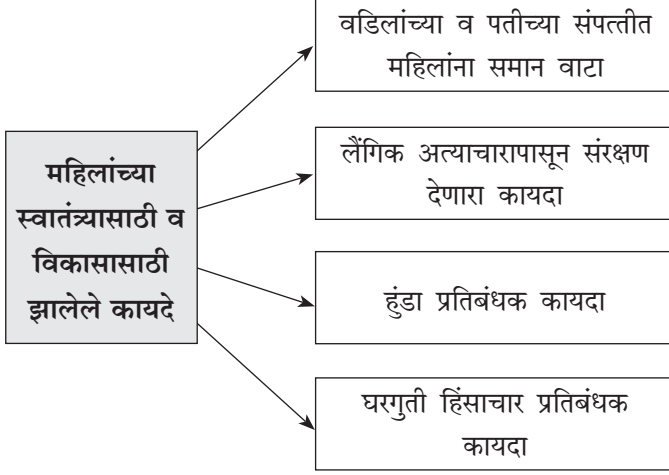 महिलांच्या
स्वातंत्र्यासाठी व
विकासासाठी
झालेले कायदे
वडिलांच्या व पतीच्या संपत्तीत
महिलांना समान वाटा
लैंगिक अत्याचारापासून संरक्षण
देणारा कायदा
हुंडा प्रतिबंधक कायदा
घरगुती हिंसाचार प्रतिबंधक
कायदा